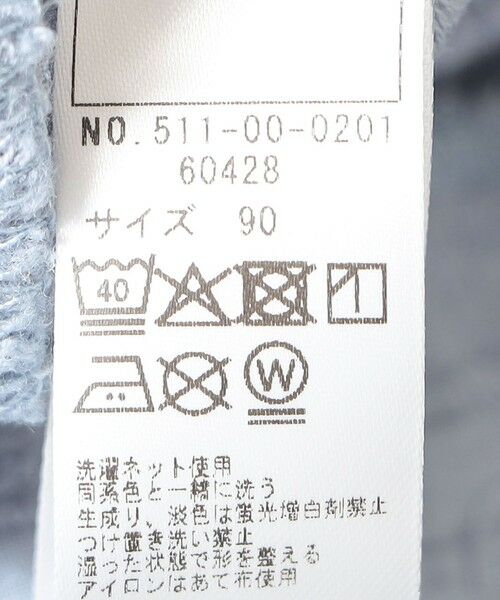 NO.511-00-0201
60428
サイズ 90
40
W
洗濯ネット使用
同系色と一緒に洗う
生成り、淡色は蛍光増白剤禁止
つけ置き洗い禁止
湿った状態で形を整える
アイロンはあて布使用